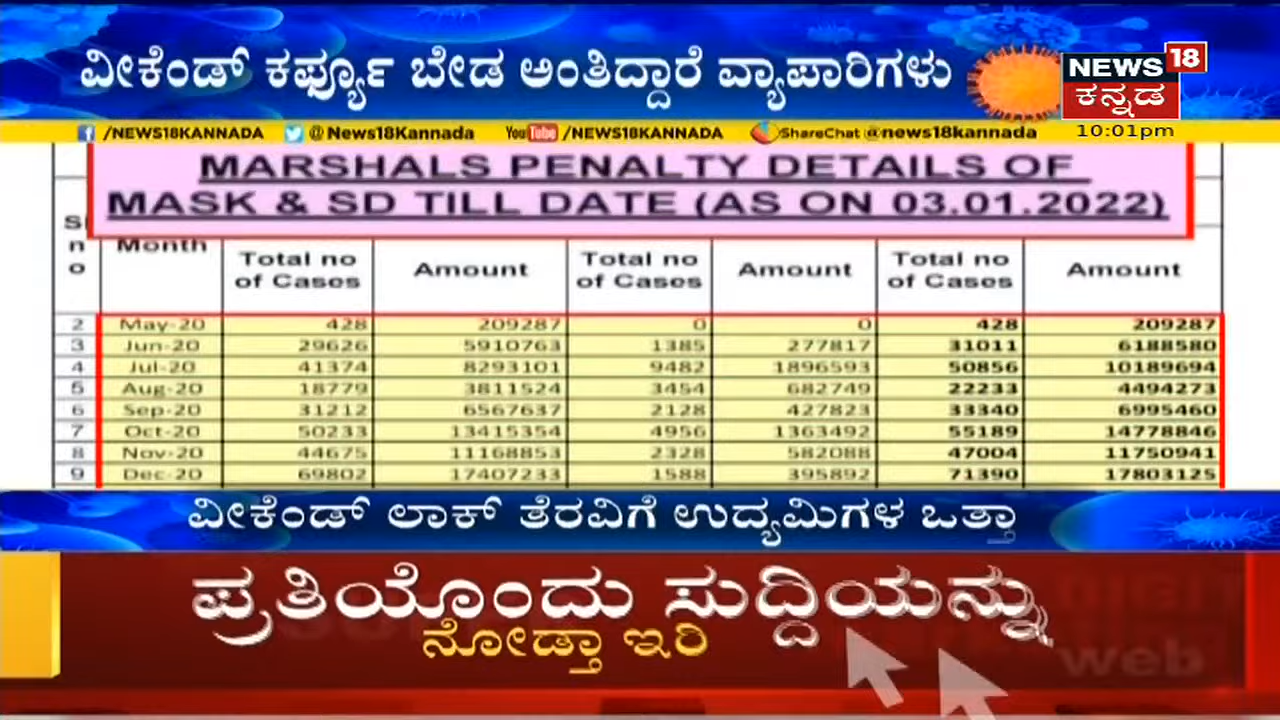 ವೀಕೆಂಡ್ ಕರ್ಫ್ಯೂ ಬೇಡ ಅಂತಿದ್ದಾರೆ ವ್ಯಾಪಾರಿಗಳು
NEWS 18
ಕನ್ನಡ
/NEWS18KANNADA @News18Kannada YouTube /NEWS18KANNADA ShareChat @news18kannada 10:01pm
MARSHALS PENALTY DETAILS OF
MASK & SD TILL DATE (AS ON 03.01.2022)
Sl no Month Total no of Cases Amount Total no of Cases Amount Total no of Cases Amount
2 May-20 428 209287 0 0 428 209287
3 Jun-20 29626 5910763 1385 277817 31011 6188580
4 Jul-20 41374 8293101 9482 1896593 50856 10189694
5 Aug-20 18779 3811524 3454 682749 22233 4494273
6 Sep-20 31212 6567637 2128 427823 33340 6995460
7 Oct-20 50233 13415354 4956 1363492 55189 14778846
8 Nov-20 44675 11168853 2328 582088 47004 11750941
9 Dec-20 69802 17407233 1588 395892 71390 17803125
ವೀಕೆಂಡ್ ಲಾಕ್ ತೆರವಿಗೆ ಉದ್ಯಮಿಗಳ ಒತ್ತಾ
ಪ್ರತಿಯೊಂದು ಸುದ್ದಿಯನ್ನು
ನೋಡ್ತಾ ಇರಿ
web